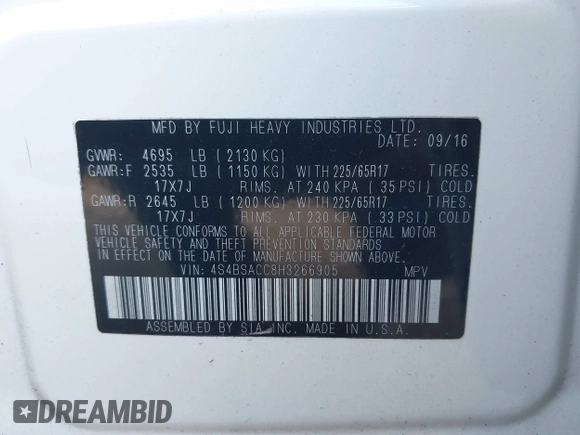 MFD BY FUJI HEAVY INDUSTRIES LTD.
DATE: 09/16
GVWR: 4695 LB (2130 KG)
GAWR:F 2535 LB (1150 KG) WITH 225/65R17 TIRES.
17X7J RIMS. AT 240 KPA (35 PSI) COLD
GAWR:R 2645 LB (1200 KG) WITH 225/65R17 TIRES.
17X7J RIMS. AT 230 KPA (33 PSI) COLD
THIS VEHICLE CONFORMS TO ALL APPLICABLE FEDERAL MOTOR
VEHICLE SAFETY AND THEFT PREVENTION STANDARDS
IN EFFECT ON THE DATE OF MANUFACTURE SHOWN ABOVE.
VIN: 4S4BSACC8H3266905 MPV
ASSEMBLED BY SIA, INC. MADE IN U.S.A.
DREAMBID